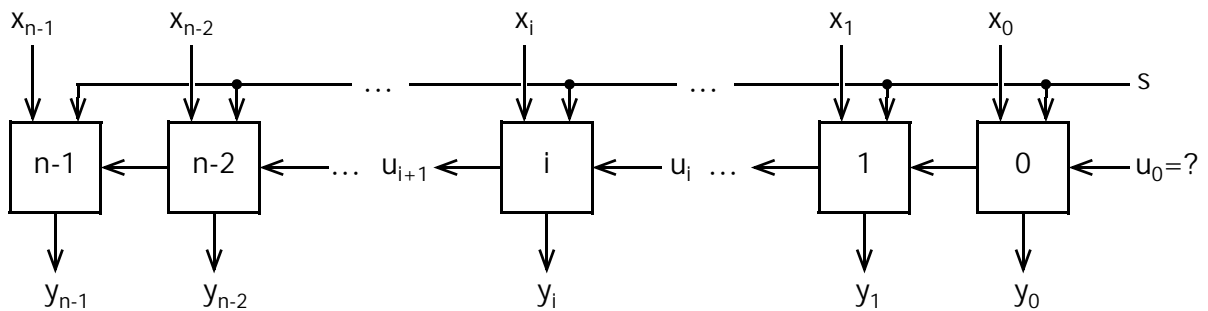 x_{n-1} x_{n-2} x_i x_1 x_0
... ... s
n-1 n-2 ... u_{i+1} i u_i ... 1 0 u_0=?
y_{n-1} y_{n-2} y_i y_1 y_0